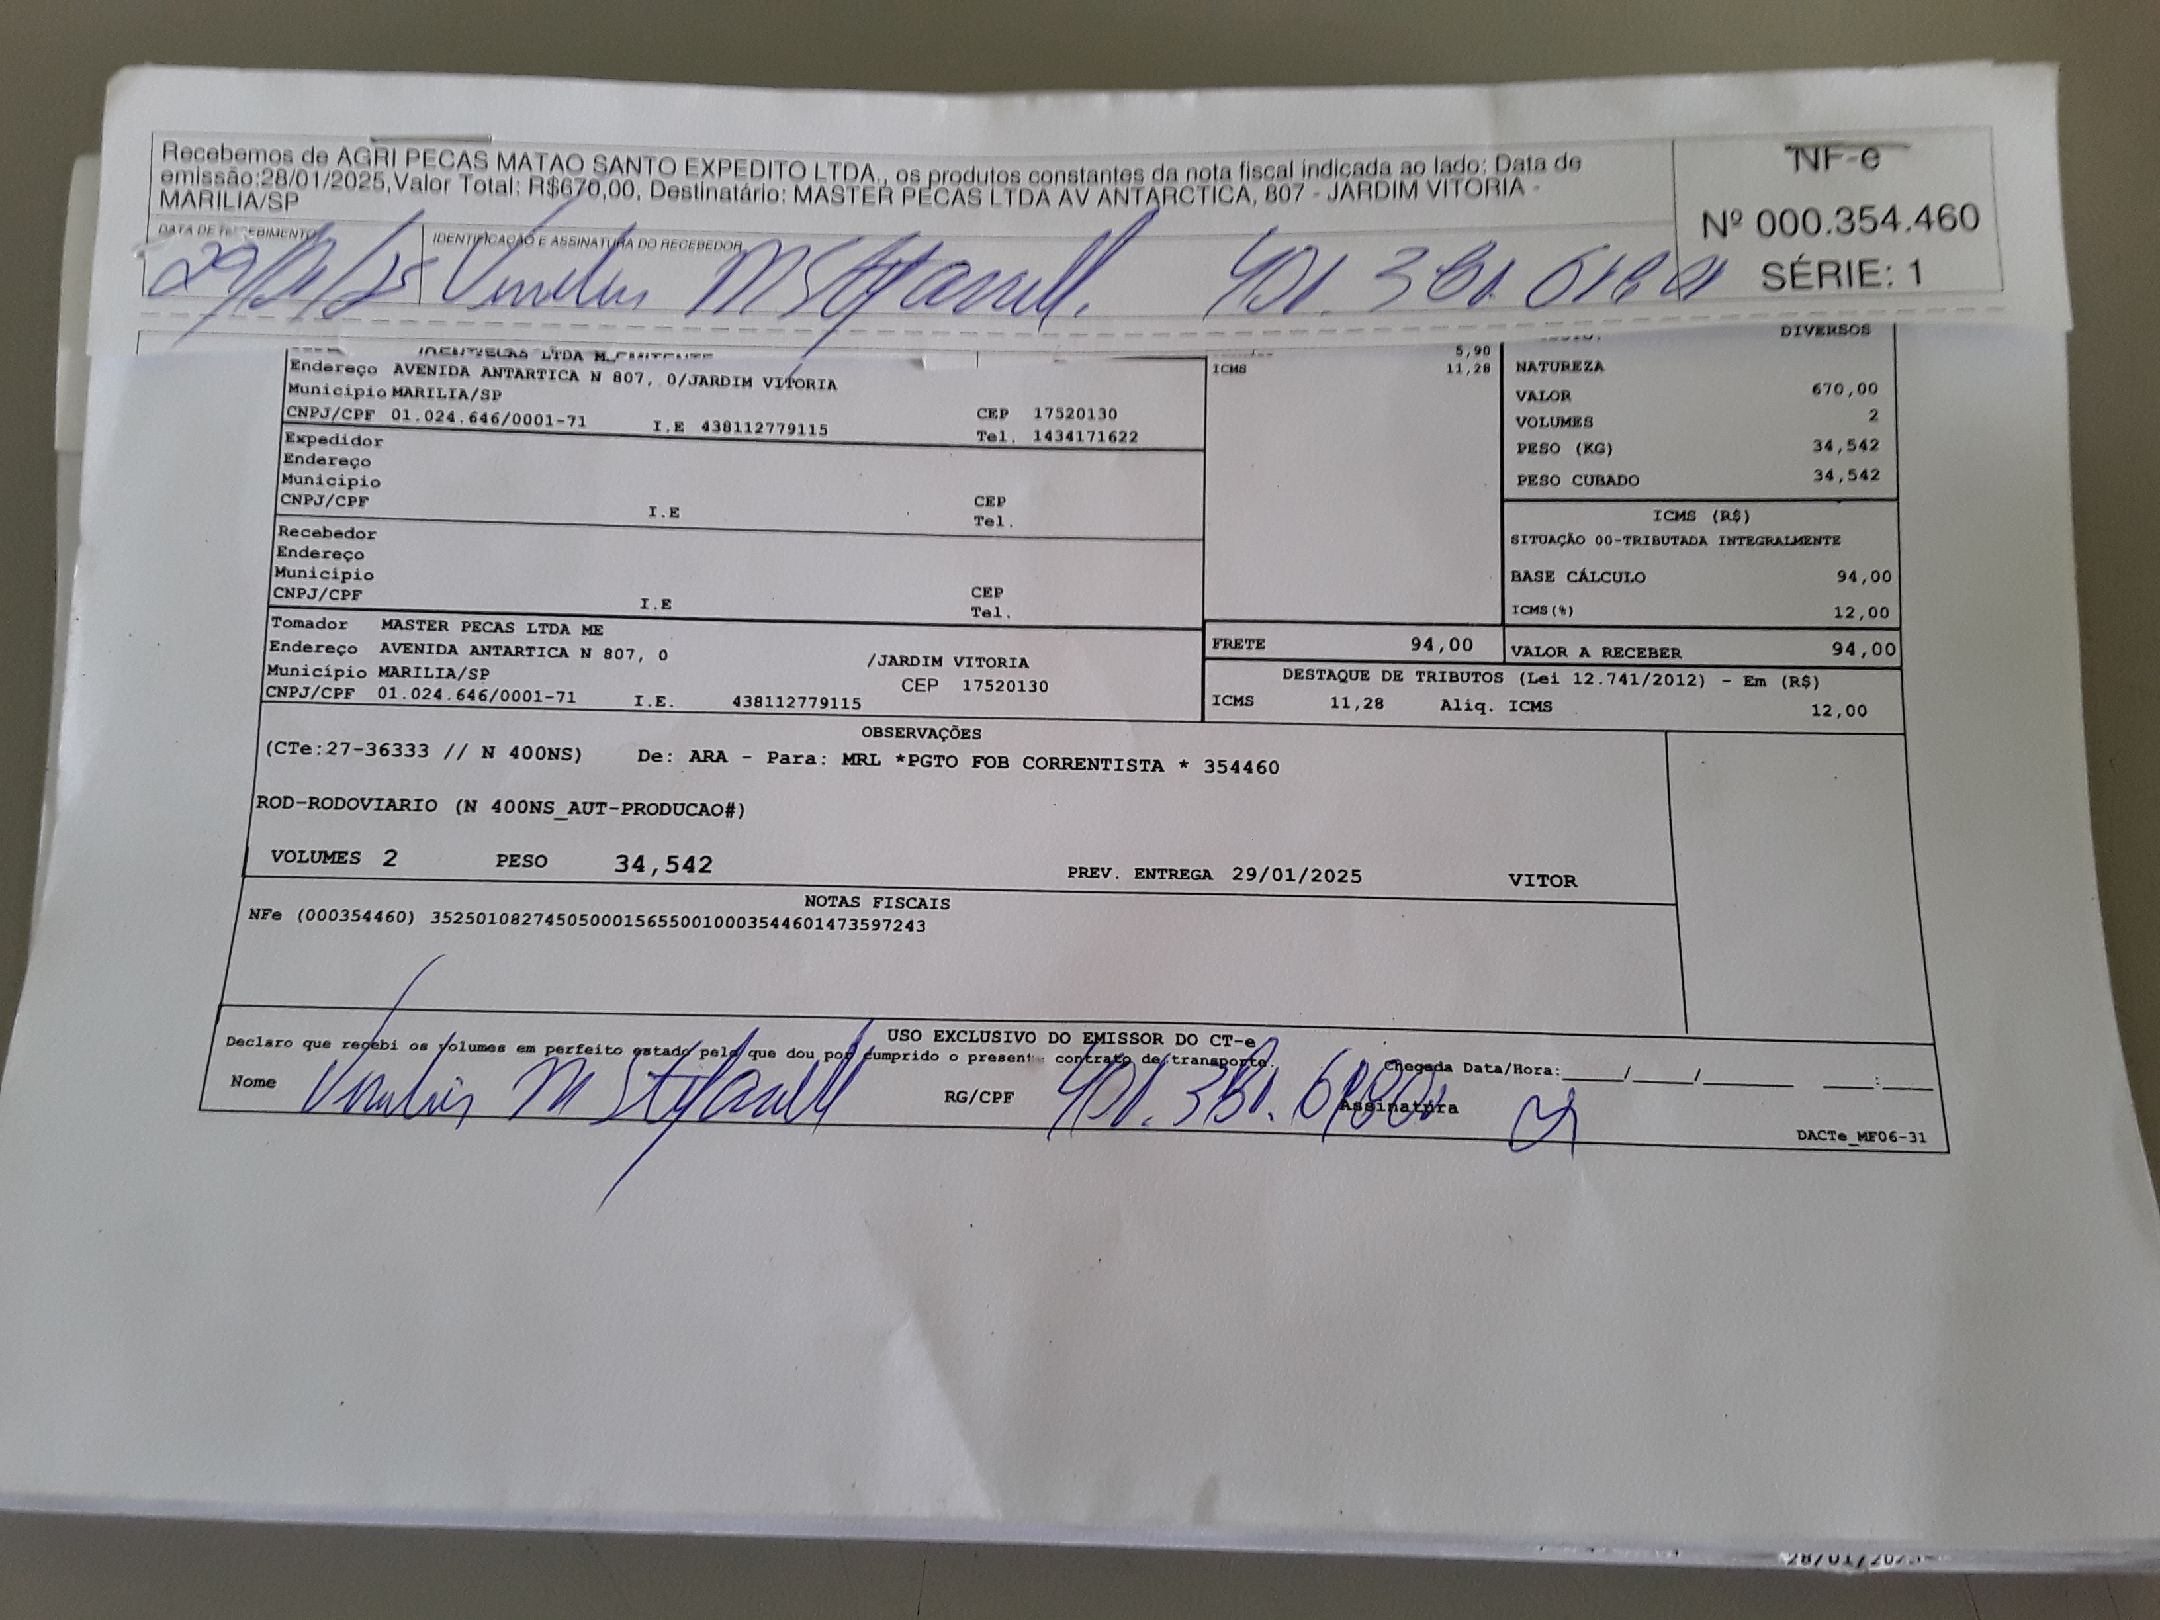 Recebemos de AGRI PECAS MATAO SANTO EXPEDITO LTDA., os produtos constantes da nota fiscal indicada ao lado; Data de
emissão:28/01/2025,Valor Total: R$670,00, Destinatário: MASTER PECAS LTDA AV ANTARCTICA, 807 - JARDIM VITORIA -
MARILIA/SP
NF-e
Nº 000.354.460
SÉRIE: 1
DATA DE RECEBIMENTO
IDENTIFICAÇÃO E ASSINATURA DO RECEBEDOR
29/01/25
LTDA M
Endereço AVENIDA ANTARTICA N 807, 0/JARDIM VITORIA
Município MARILIA/SP
CNPJ/CPF 01.024.646/0001-71 I.E 438112779115 CEP 17520130
Tel. 1434171622
5,90
ICMS 11,28
DIVERSOS
NATUREZA
VALOR 670,00
VOLUMES 2
PESO (KG) 34,542
PESO CUBADO 34,542
Expedidor
Endereço
Município
CNPJ/CPF I.E CEP
Tel.
Recebedor
Endereço
Município
CNPJ/CPF I.E CEP
Tel.
ICMS (R$)
SITUAÇÃO 00-TRIBUTADA INTEGRALMENTE
BASE CÁLCULO 94,00
ICMS(%) 12,00
Tomador MASTER PECAS LTDA ME
Endereço AVENIDA ANTARTICA N 807, 0 /JARDIM VITORIA
Município MARILIA/SP CEP 17520130
CNPJ/CPF 01.024.646/0001-71 I.E. 438112779115
FRETE 94,00 VALOR A RECEBER 94,00
DESTAQUE DE TRIBUTOS (Lei 12.741/2012) - Em (R$)
ICMS 11,28 Aliq. ICMS 12,00
OBSERVAÇÕES
(CTe:27-36333 // N 400NS) De: ARA - Para: MRL *PGTO FOB CORRENTISTA * 354460
ROD-RODOVIARIO (N 400NS_AUT-PRODUCAO#)
VOLUMES 2 PESO 34,542 PREV. ENTREGA 29/01/2025 VITOR
NOTAS FISCAIS
NFe (000354460) 35250108274505000156550010003544601473597243
USO EXCLUSIVO DO EMISSOR DO CT-e
Declaro que recebi os volumes em perfeito estado pelo que dou por cumprido o presente contrato de transporte.
Chegada Data/Hora:____/____/______ ___:___
Nome RG/CPF Assinatura
DACTe_MF06-31